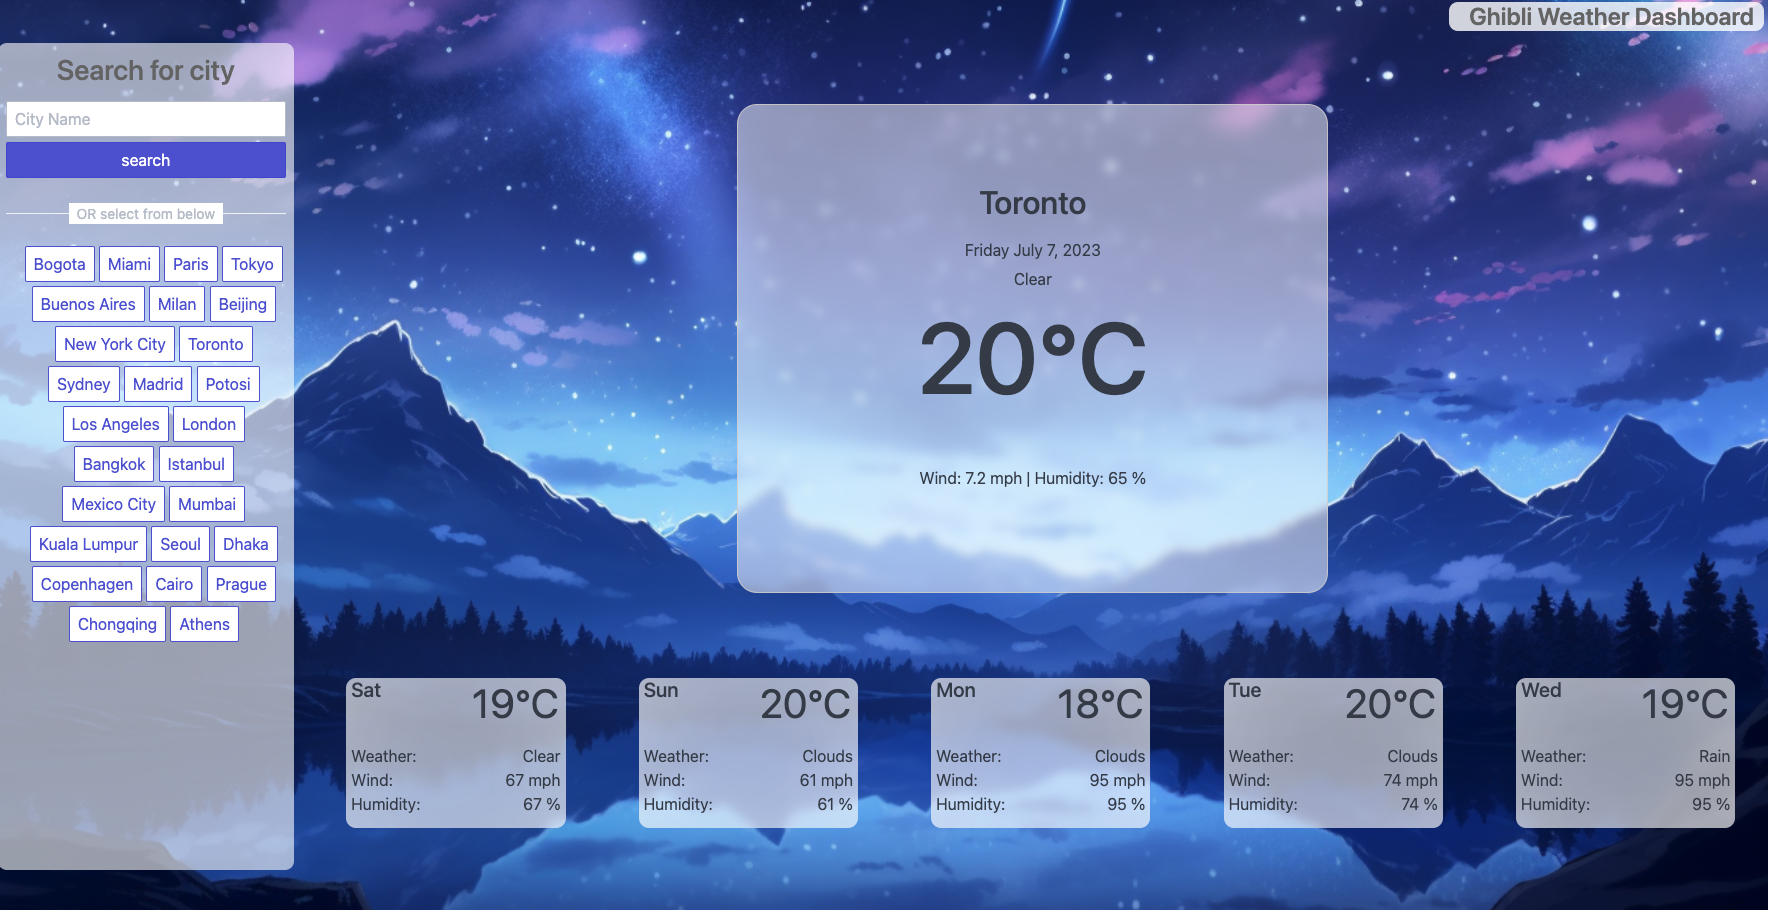 Ghibli Weather Dashboard
Search for city
City Name
search
OR select from below
Bogota Miami Paris Tokyo
Buenos Aires Milan Beijing
New York City Toronto
Sydney Madrid Potosi
Los Angeles London
Bangkok Istanbul
Mexico City Mumbai
Kuala Lumpur Seoul Dhaka
Copenhagen Cairo Prague
Chongqing Athens
Toronto
Friday July 7, 2023
Clear
20°C
Wind: 7.2 mph | Humidity: 65 %
Sat 19°C
Weather: Clear
Wind: 67 mph
Humidity: 67 %
Sun 20°C
Weather: Clouds
Wind: 61 mph
Humidity: 61 %
Mon 18°C
Weather: Clouds
Wind: 95 mph
Humidity: 95 %
Tue 20°C
Weather: Clouds
Wind: 74 mph
Humidity: 74 %
Wed 19°C
Weather: Rain
Wind: 95 mph
Humidity: 95 %